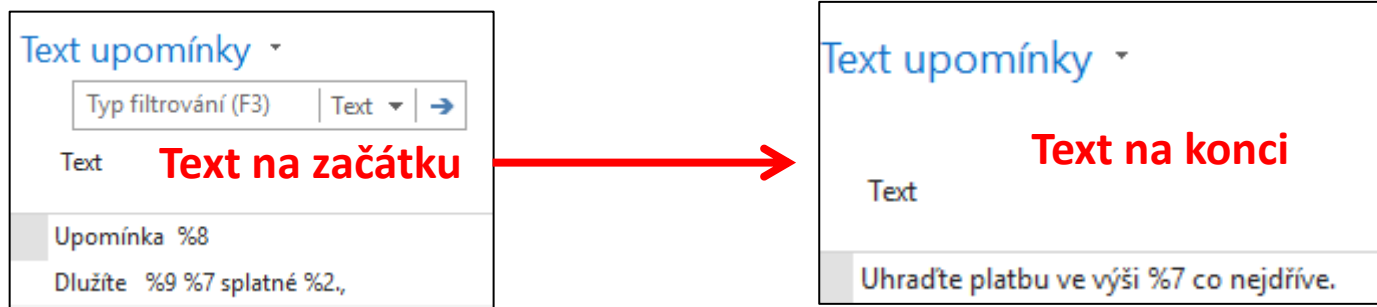 Text upomínky
Typ filtrování (F3) Text
Text
Text na začátku
Upomínka %8
Dlužíte %9 %7 splatné %2.,
Text upomínky
Text na konci
Text
Uhraďte platbu ve výši %7 co nejdříve.